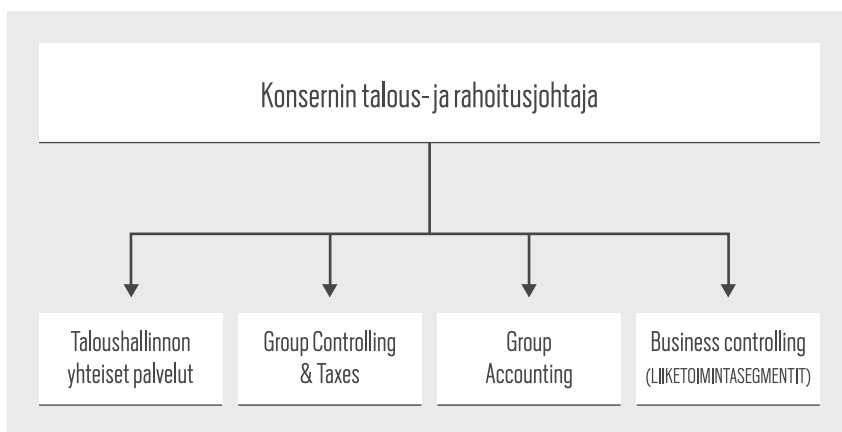 Konsernin talous- ja rahoitusjohtaja
Taloushallinnon
yhteiset palvelut
Group Controlling
& Taxes
Group
Accounting
Business controlling
(LIIKETOIMINTASEGMENTIT)